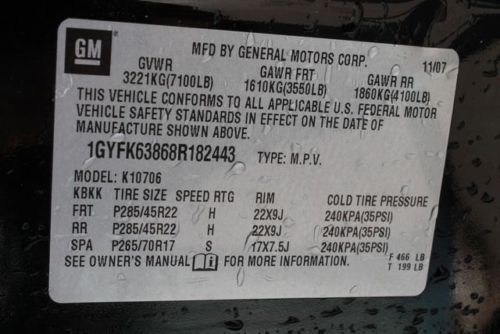 GM
MFD BY GENERAL MOTORS CORP. 11/07
GVWR GAWR FRT GAWR RR
3221KG(7100LB) 1610KG(3550LB) 1860KG(4100LB)
THIS VEHICLE CONFORMS TO ALL APPLICABLE U.S. FEDERAL MOTOR
VEHICLE SAFETY STANDARDS IN EFFECT ON THE DATE OF
MANUFACTURE SHOWN ABOVE.
1GYFK63868R182443 TYPE: M.P.V.
MODEL: K10706
KBKK TIRE SIZE SPEED RTG RIM COLD TIRE PRESSURE
FRT P285/45R22 H 22X9J 240KPA(35PSI)
RR P285/45R22 H 22X9J 240KPA(35PSI)
SPA P265/70R17 S 17X7.5J 240KPA(35PSI)
SEE OWNER'S MANUAL FOR MORE INFORMATION. F 466 LB
T 199 LB